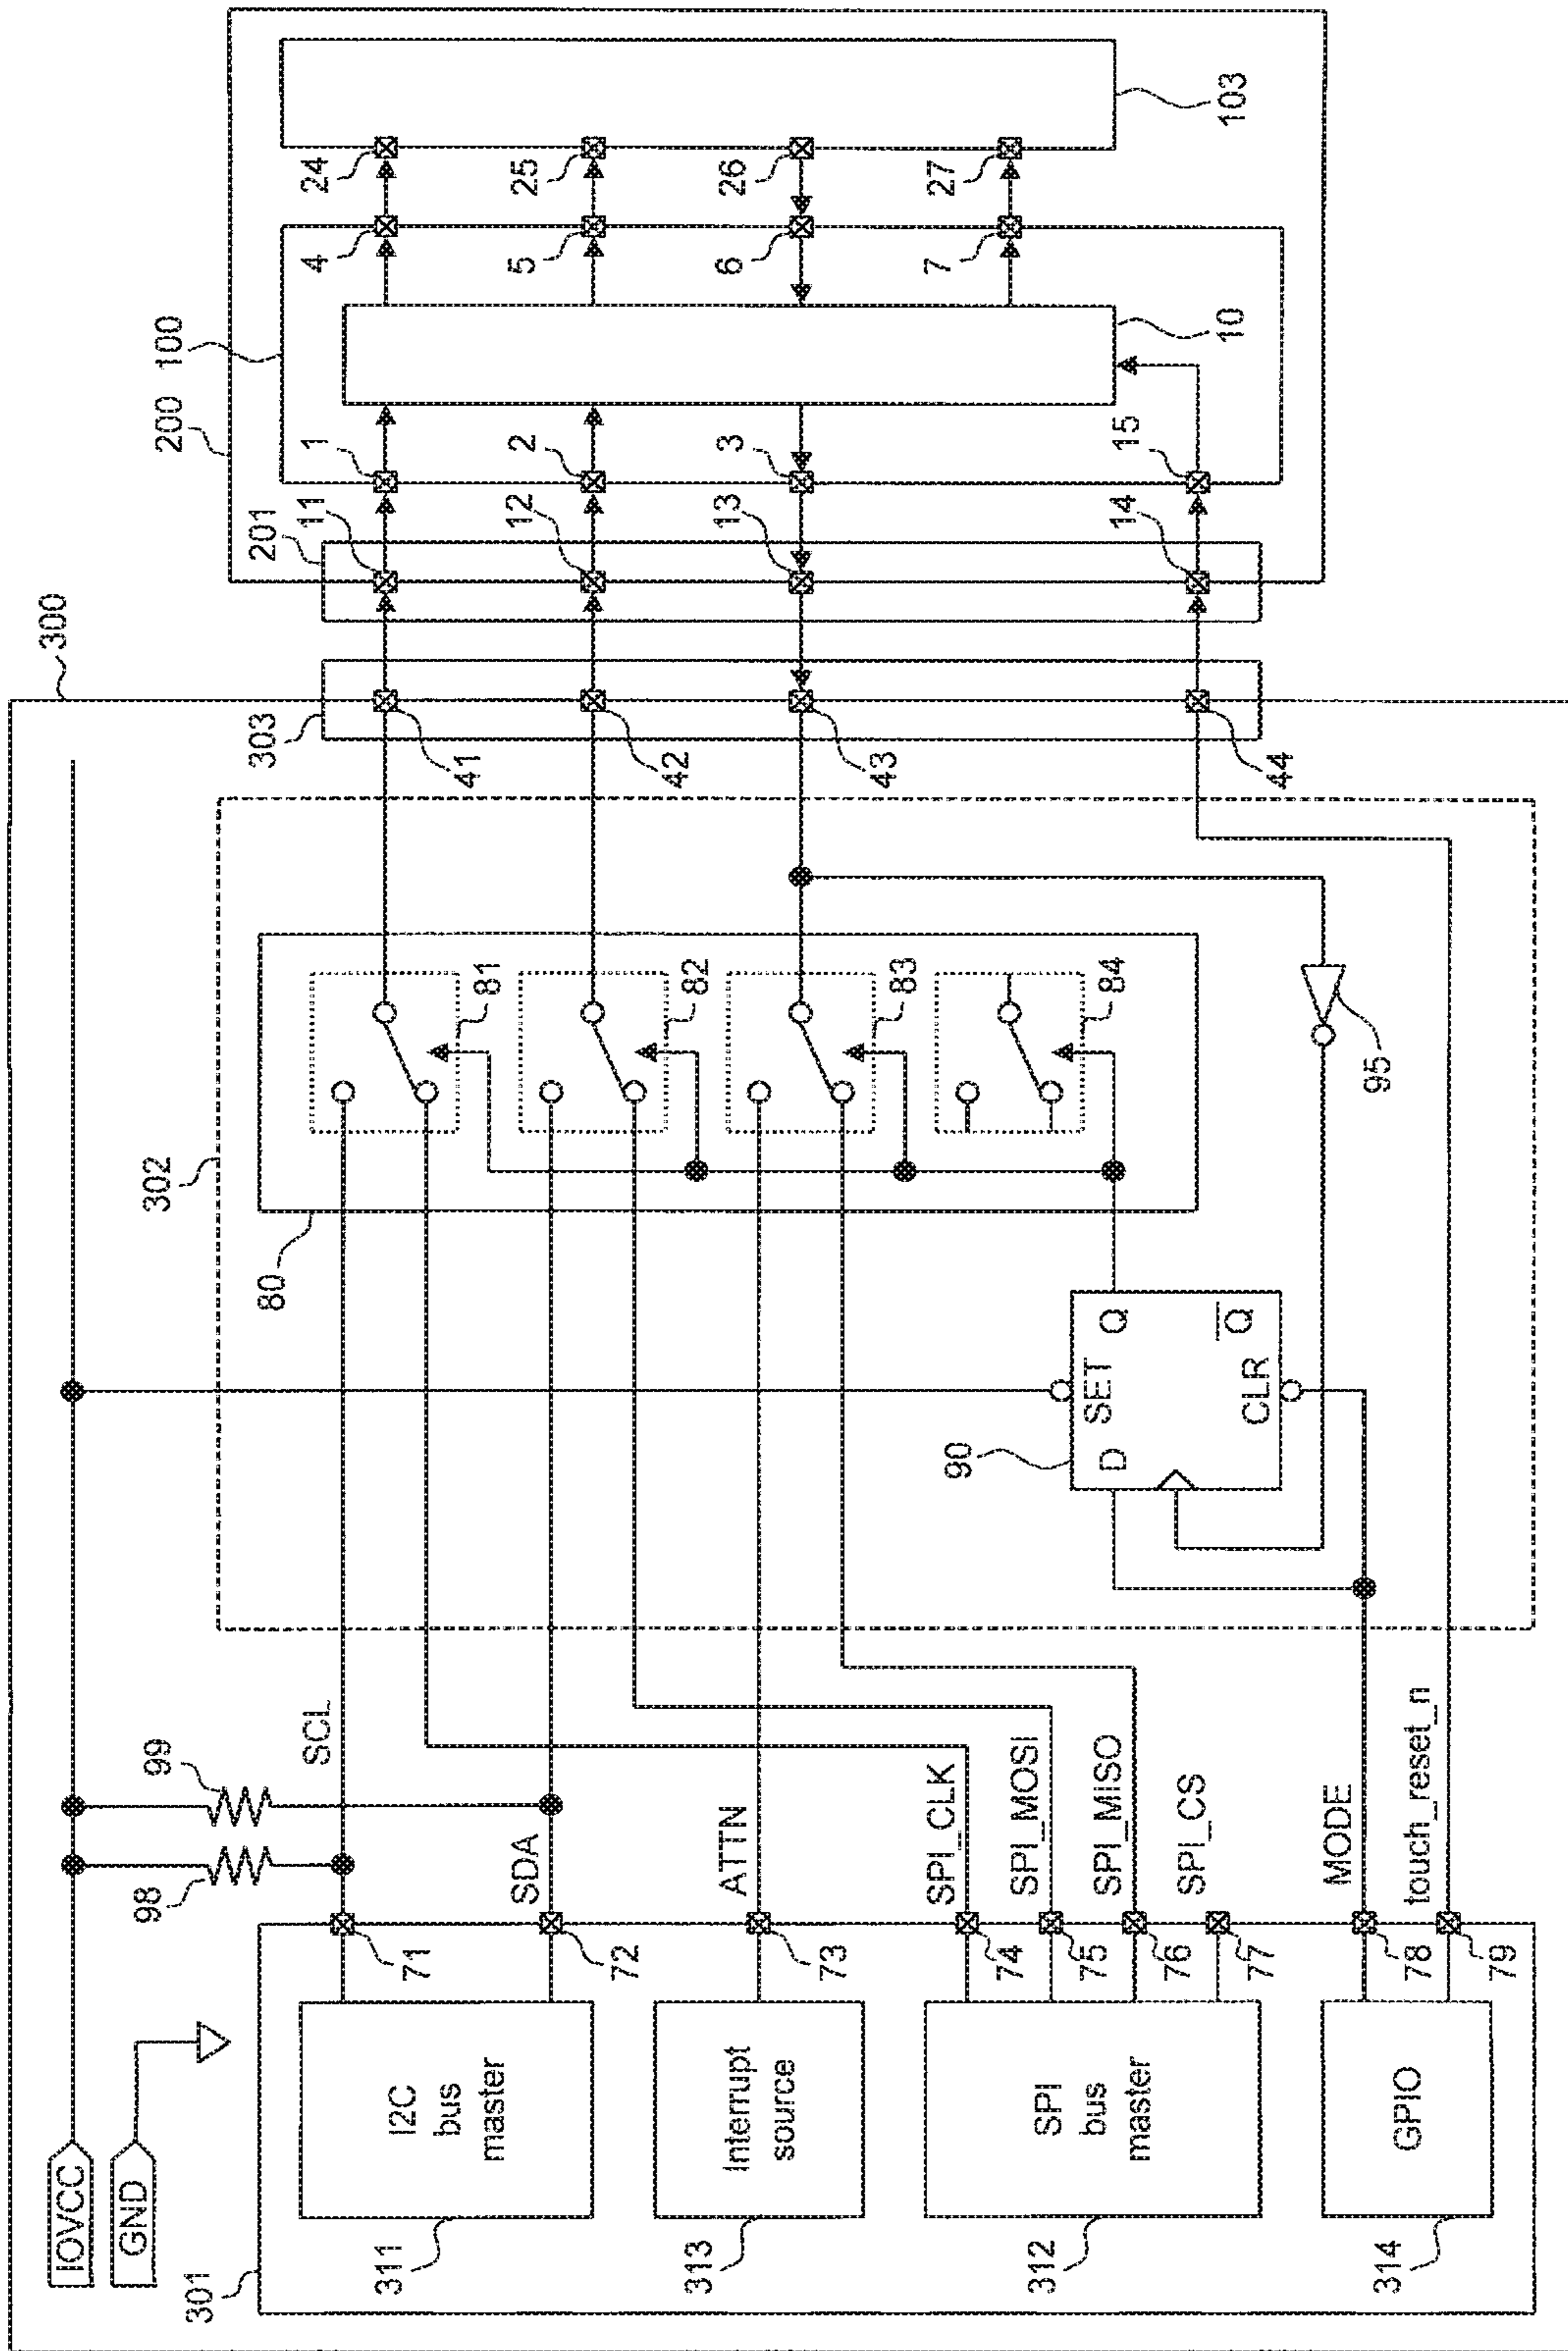 IOVCC
GND
301
311
I2C
bus
master
313
Interrupt
source
312
SPI
bus
master
314
GPIO
71
72
73
74
75
76
77
78
79
98
99
SCL
SDA
ATTN
SPI_CLK
SPI_MOSI
SPI_MISO
SPI_CS
MODE
touch_reset_n
302
80
90
D
SET
Q
CLR
Q
81
82
83
84
95
300
303
41
42
43
44
201
11
12
13
14
200
100
1
2
3
15
10
4
5
6
7
24
25
26
27
103